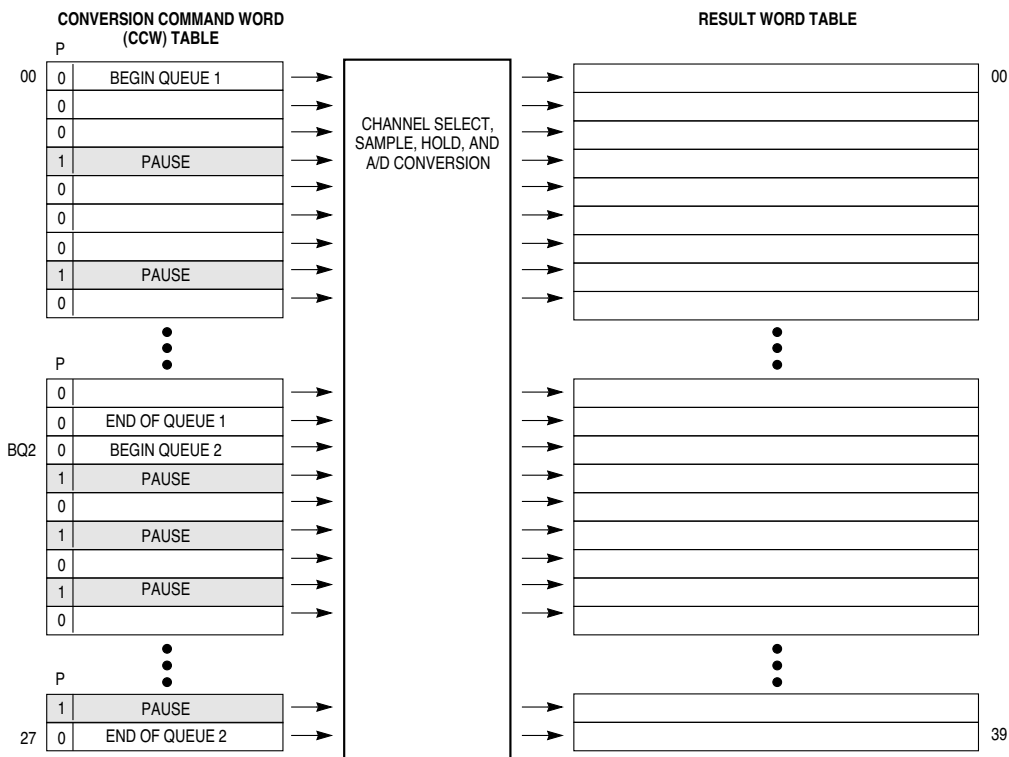 CONVERSION COMMAND WORD
(CCW) TABLE
RESULT WORD TABLE
P
00 0 BEGIN QUEUE 1 00
0
0
CHANNEL SELECT,
SAMPLE, HOLD, AND
A/D CONVERSION
1 PAUSE
0
0
0
1 PAUSE
0
P
0
0 END OF QUEUE 1
BQ2 0 BEGIN QUEUE 2
1 PAUSE
0
1 PAUSE
0
1 PAUSE
0
P
1 PAUSE
27 0 END OF QUEUE 2 39